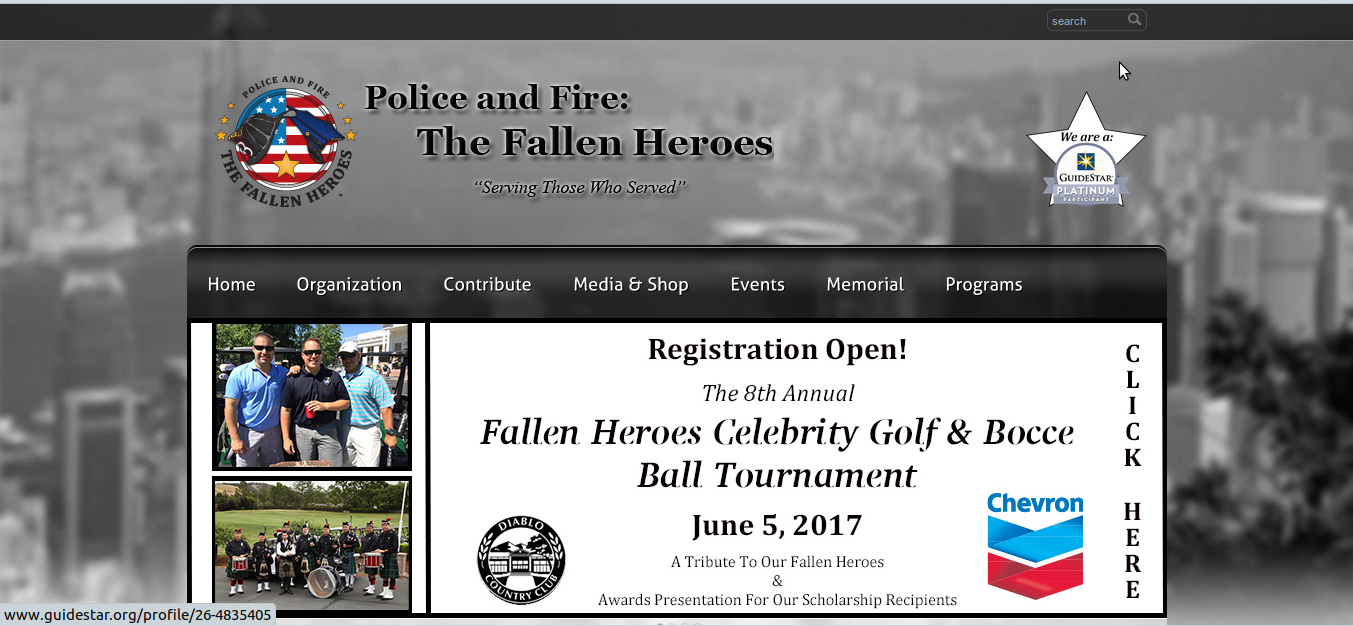 search
POLICE AND FIRE
THE FALLEN HEROES
Police and Fire:
The Fallen Heroes
“Serving Those Who Served”
We are a:
GUIDESTAR
PLATINUM
PARTICIPANT
Home Organization Contribute Media & Shop Events Memorial Programs
Registration Open!
The 8th Annual
Fallen Heroes Celebrity Golf & Bocce
Ball Tournament
June 5, 2017
A Tribute To Our Fallen Heroes
&
Awards Presentation For Our Scholarship Recipients
DIABLO
COUNTRY CLUB
Chevron
CLICK
HERE
www.guidestar.org/profile/26-4835405